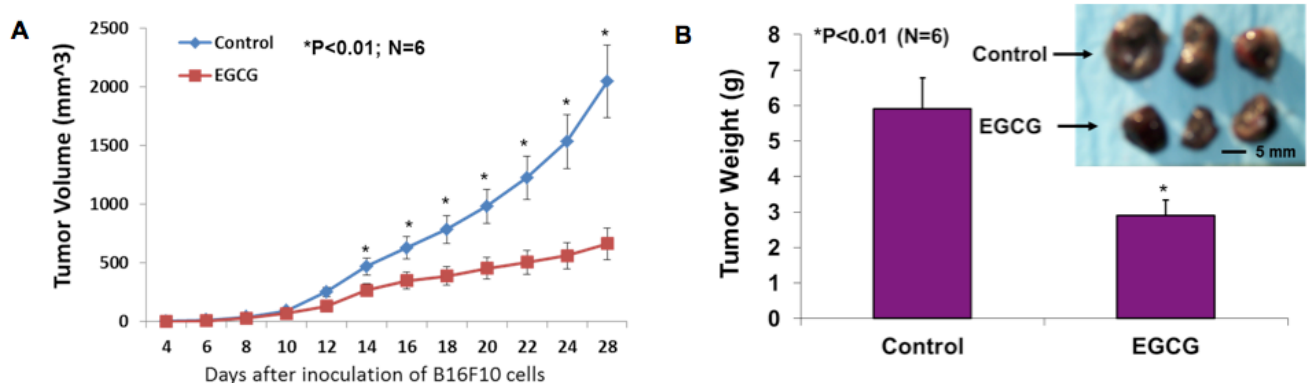 A
Tumor Volume (mm^3)
2500
2000
1500
1000
500
0
Control
EGCG
*P<0.01; N=6
*
*
*
*
*
*
*
*
4 6 8 10 12 14 16 18 20 22 24 28
Days after inoculation of B16F10 cells
B
Tumor Weight (g)
8
7
6
5
4
3
2
1
0
*P<0.01 (N=6)
Control
EGCG
5 mm
*
Control EGCG